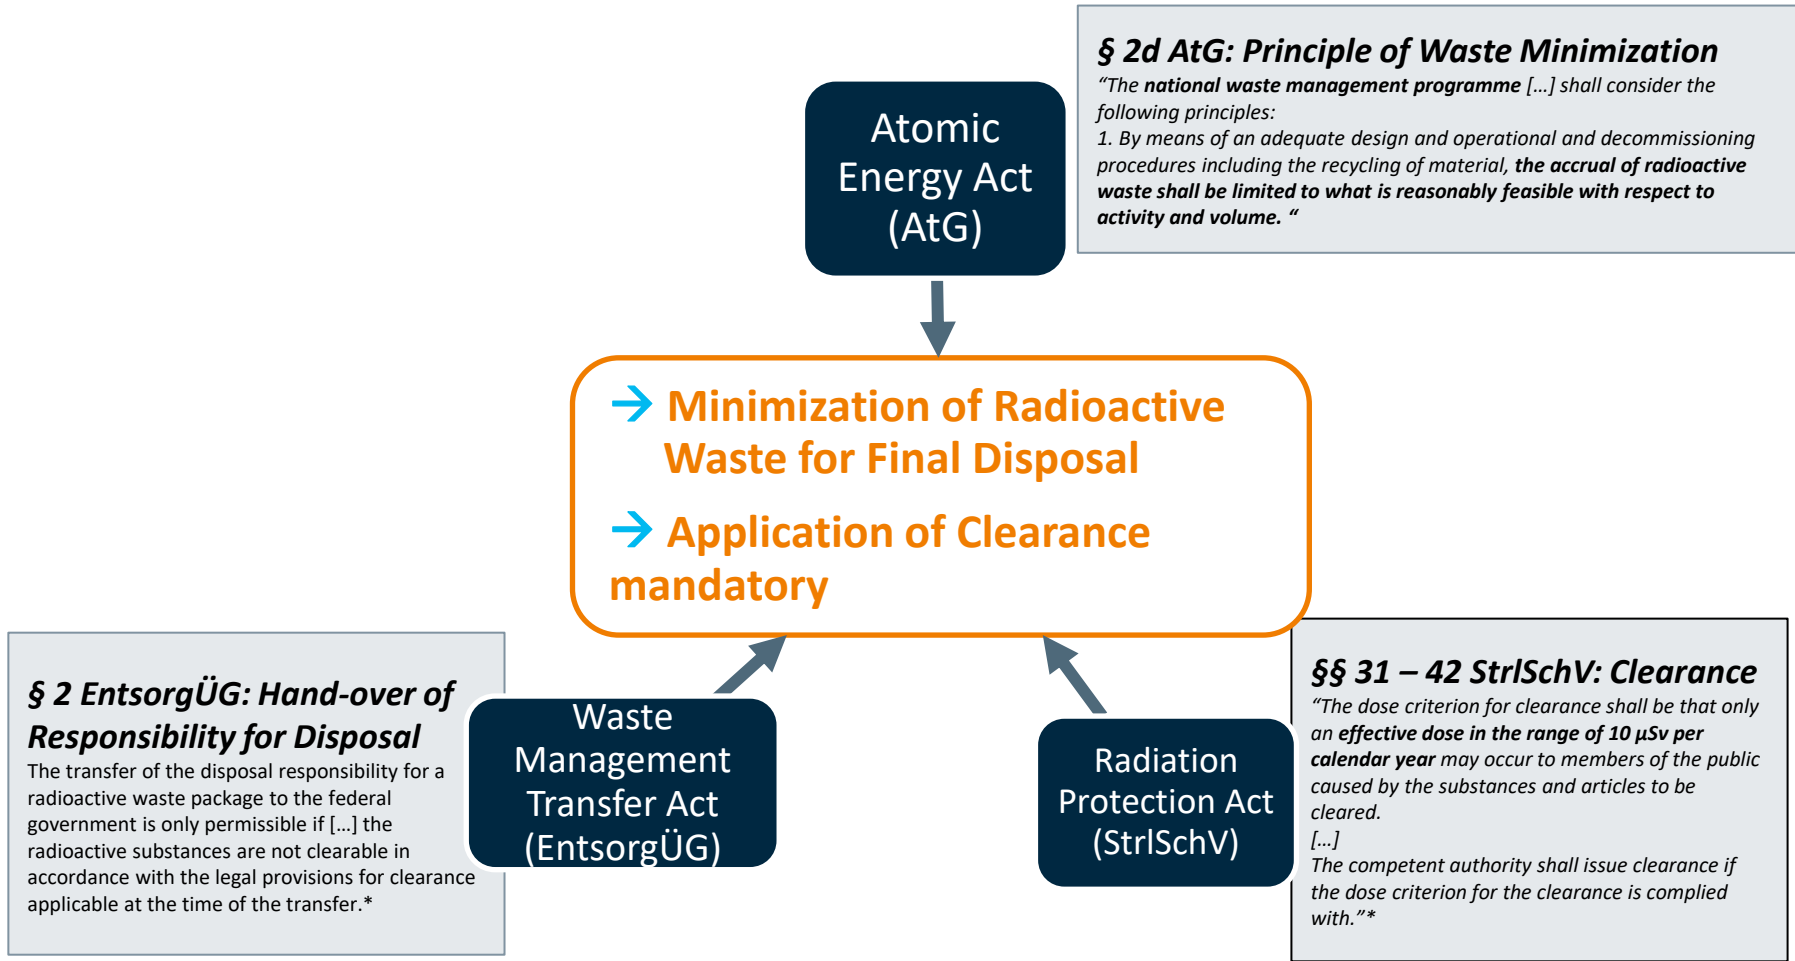 § 2d AtG: Principle of Waste Minimization
“The national waste management programme […] shall consider the
following principles:
1. By means of an adequate design and operational and decommissioning
procedures including the recycling of material, the accrual of radioactive
waste shall be limited to what is reasonably feasible with respect to
activity and volume. “
Atomic
Energy Act
(AtG)
→ Minimization of Radioactive
Waste for Final Disposal
→ Application of Clearance
mandatory
§ 2 EntsorgÜG: Hand-over of
Responsibility for Disposal
The transfer of the disposal responsibility for a
radioactive waste package to the federal
government is only permissible if […] the
radioactive substances are not clearable in
accordance with the legal provisions for clearance
applicable at the time of the transfer.*
Waste
Management
Transfer Act
(EntsorgÜG)
Radiation
Protection Act
(StrlSchV)
§§ 31 – 42 StrlSchV: Clearance
“The dose criterion for clearance shall be that only
an effective dose in the range of 10 µSv per
calendar year may occur to members of the public
caused by the substances and articles to be
cleared.
[…]
The competent authority shall issue clearance if
the dose criterion for the clearance is complied
with.”*